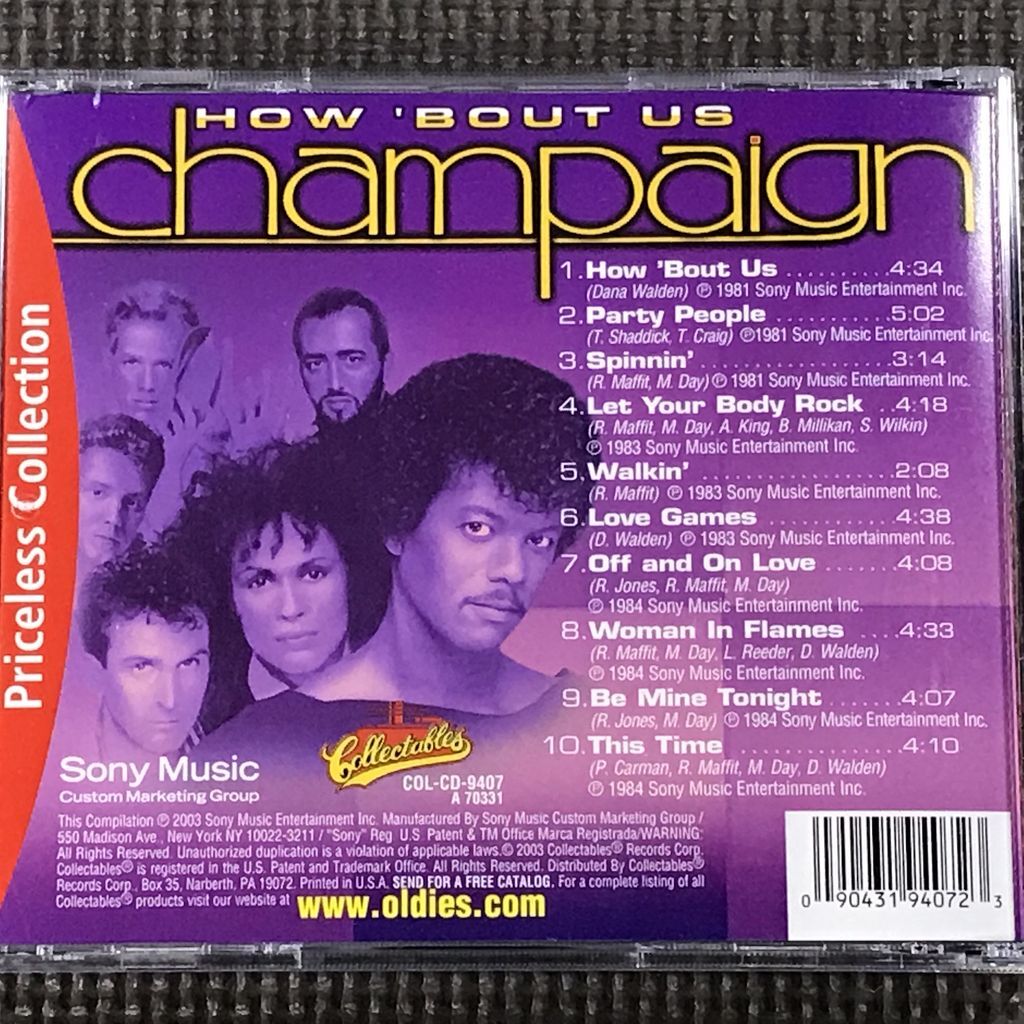 HOW 'BOUT US
champaign
Priceless Collection
1. How 'Bout Us ..........4:34
(Dana Walden) ℗ 1981 Sony Music Entertainment Inc.
2. Party People ...........5:02
(T. Shaddick, T. Craig) ℗1981 Sony Music Entertainment Inc.
3. Spinnin' ..................3:14
(R. Maffit, M. Day) ℗ 1981 Sony Music Entertainment Inc.
4. Let Your Body Rock ..4:18
(R. Maffit, M. Day, A. King, B. Millikan, S. Wilkin)
℗ 1983 Sony Music Entertainment Inc.
5. Walkin' ..................2:08
(R. Maffit) ℗ 1983 Sony Music Entertainment Inc.
6. Love Games ............4:38
(D. Walden) ℗ 1983 Sony Music Entertainment Inc.
7. Off and On Love .......4:08
(R. Jones, R. Maffit, M. Day)
℗ 1984 Sony Music Entertainment Inc.
8. Woman In Flames ....4:33
(R. Maffit, M. Day, L. Reeder, D. Walden)
℗ 1984 Sony Music Entertainment Inc.
9. Be Mine Tonight .......4:07
(R. Jones, M. Day) ℗ 1984 Sony Music Entertainment Inc.
10. This Time ...............4:10
(P. Carman, R. Maffit, M. Day, D. Walden)
℗ 1984 Sony Music Entertainment Inc.
Collectables
COL-CD-9407
A 70331
Sony Music
Custom Marketing Group
This Compilation ℗ 2003 Sony Music Entertainment Inc. Manufactured By Sony Music Custom Marketing Group /
550 Madison Ave., New York NY 10022-3211 / "Sony" Reg. U.S. Patent & TM Office Marca Registrada/WARNING:
All Rights Reserved. Unauthorized duplication is a violation of applicable laws.© 2003 Collectables® Records Corp.
Collectables® is registered in the U.S. Patent and Trademark Office. All Rights Reserved. Distributed By Collectables®
Records Corp., Box 35, Narberth, PA 19072. Printed in U.S.A. SEND FOR A FREE CATALOG. For a complete listing of all
Collectables® products visit our website at www.oldies.com
0 90431 94072 3